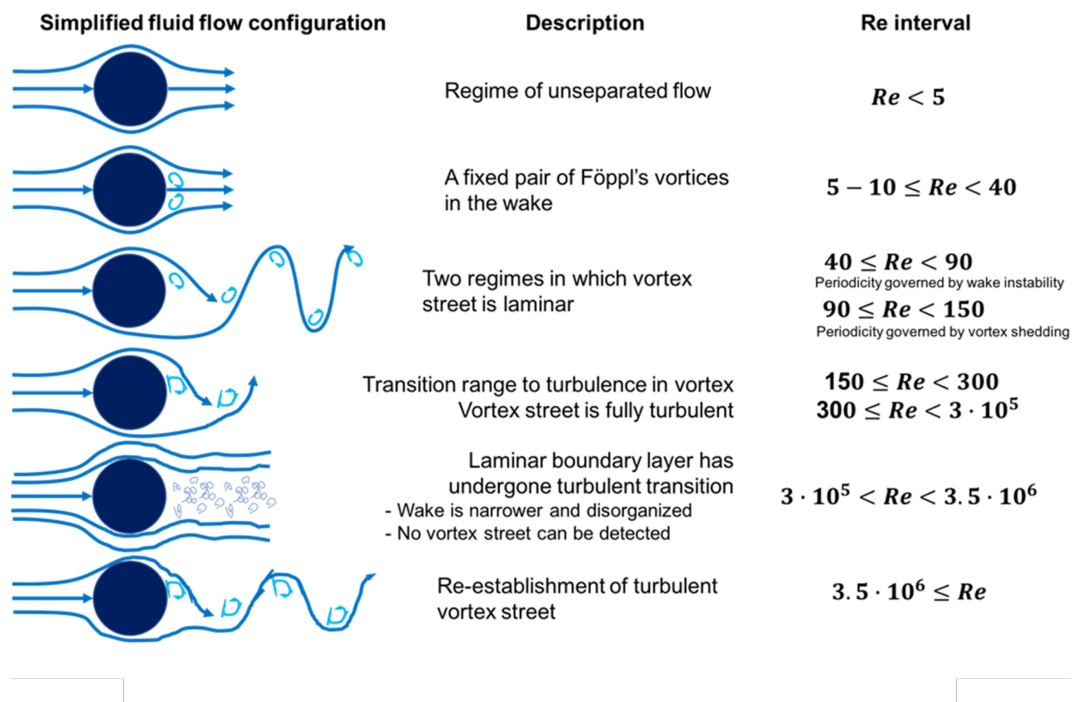 Simplified fluid flow configuration Description Re interval
Regime of unseparated flow
Re < 5
A fixed pair of Föppl's vortices
in the wake
5 − 10 ≤ Re < 40
Two regimes in which vortex
street is laminar
40 ≤ Re < 90
Periodicity governed by wake instability
90 ≤ Re < 150
Periodicity governed by vortex shedding
Transition range to turbulence in vortex
Vortex street is fully turbulent
150 ≤ Re < 300
300 ≤ Re < 3 · 10⁵
Laminar boundary layer has
undergone turbulent transition
- Wake is narrower and disorganized
- No vortex street can be detected
3 · 10⁵ < Re < 3.5 · 10⁶
Re-establishment of turbulent
vortex street
3.5 · 10⁶ ≤ Re